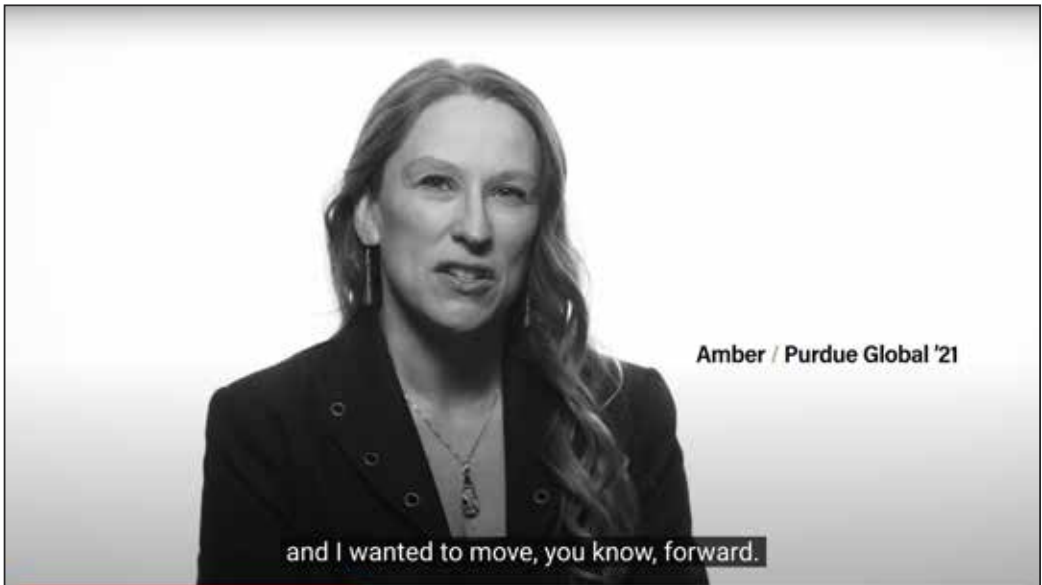 Amber / Purdue Global '21
and I wanted to move, you know, forward.